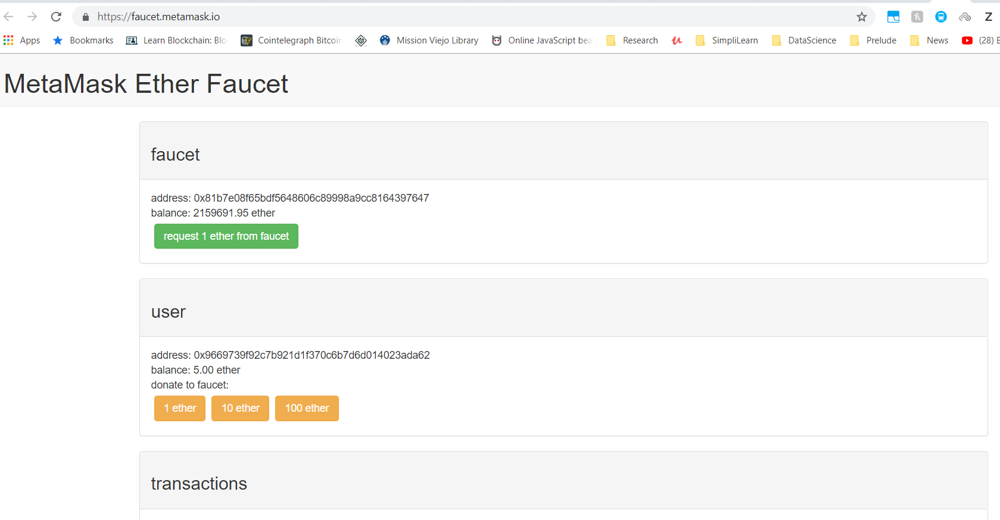 https://faucet.metamask.io
Apps Bookmarks Learn Blockchain: Blo Cointelegraph Bitcoin Mission Viejo Library Online JavaScript bea Research SimpliLearn DataScience Prelude News (28) E
MetaMask Ether Faucet
faucet
address: 0x81b7e08f65bdf5648606c89998a9cc8164397647
balance: 2159691.95 ether
request 1 ether from faucet
user
address: 0x9669739f92c7b921d1f370c6b7d6d014023ada62
balance: 5.00 ether
donate to faucet:
1 ether 10 ether 100 ether
transactions